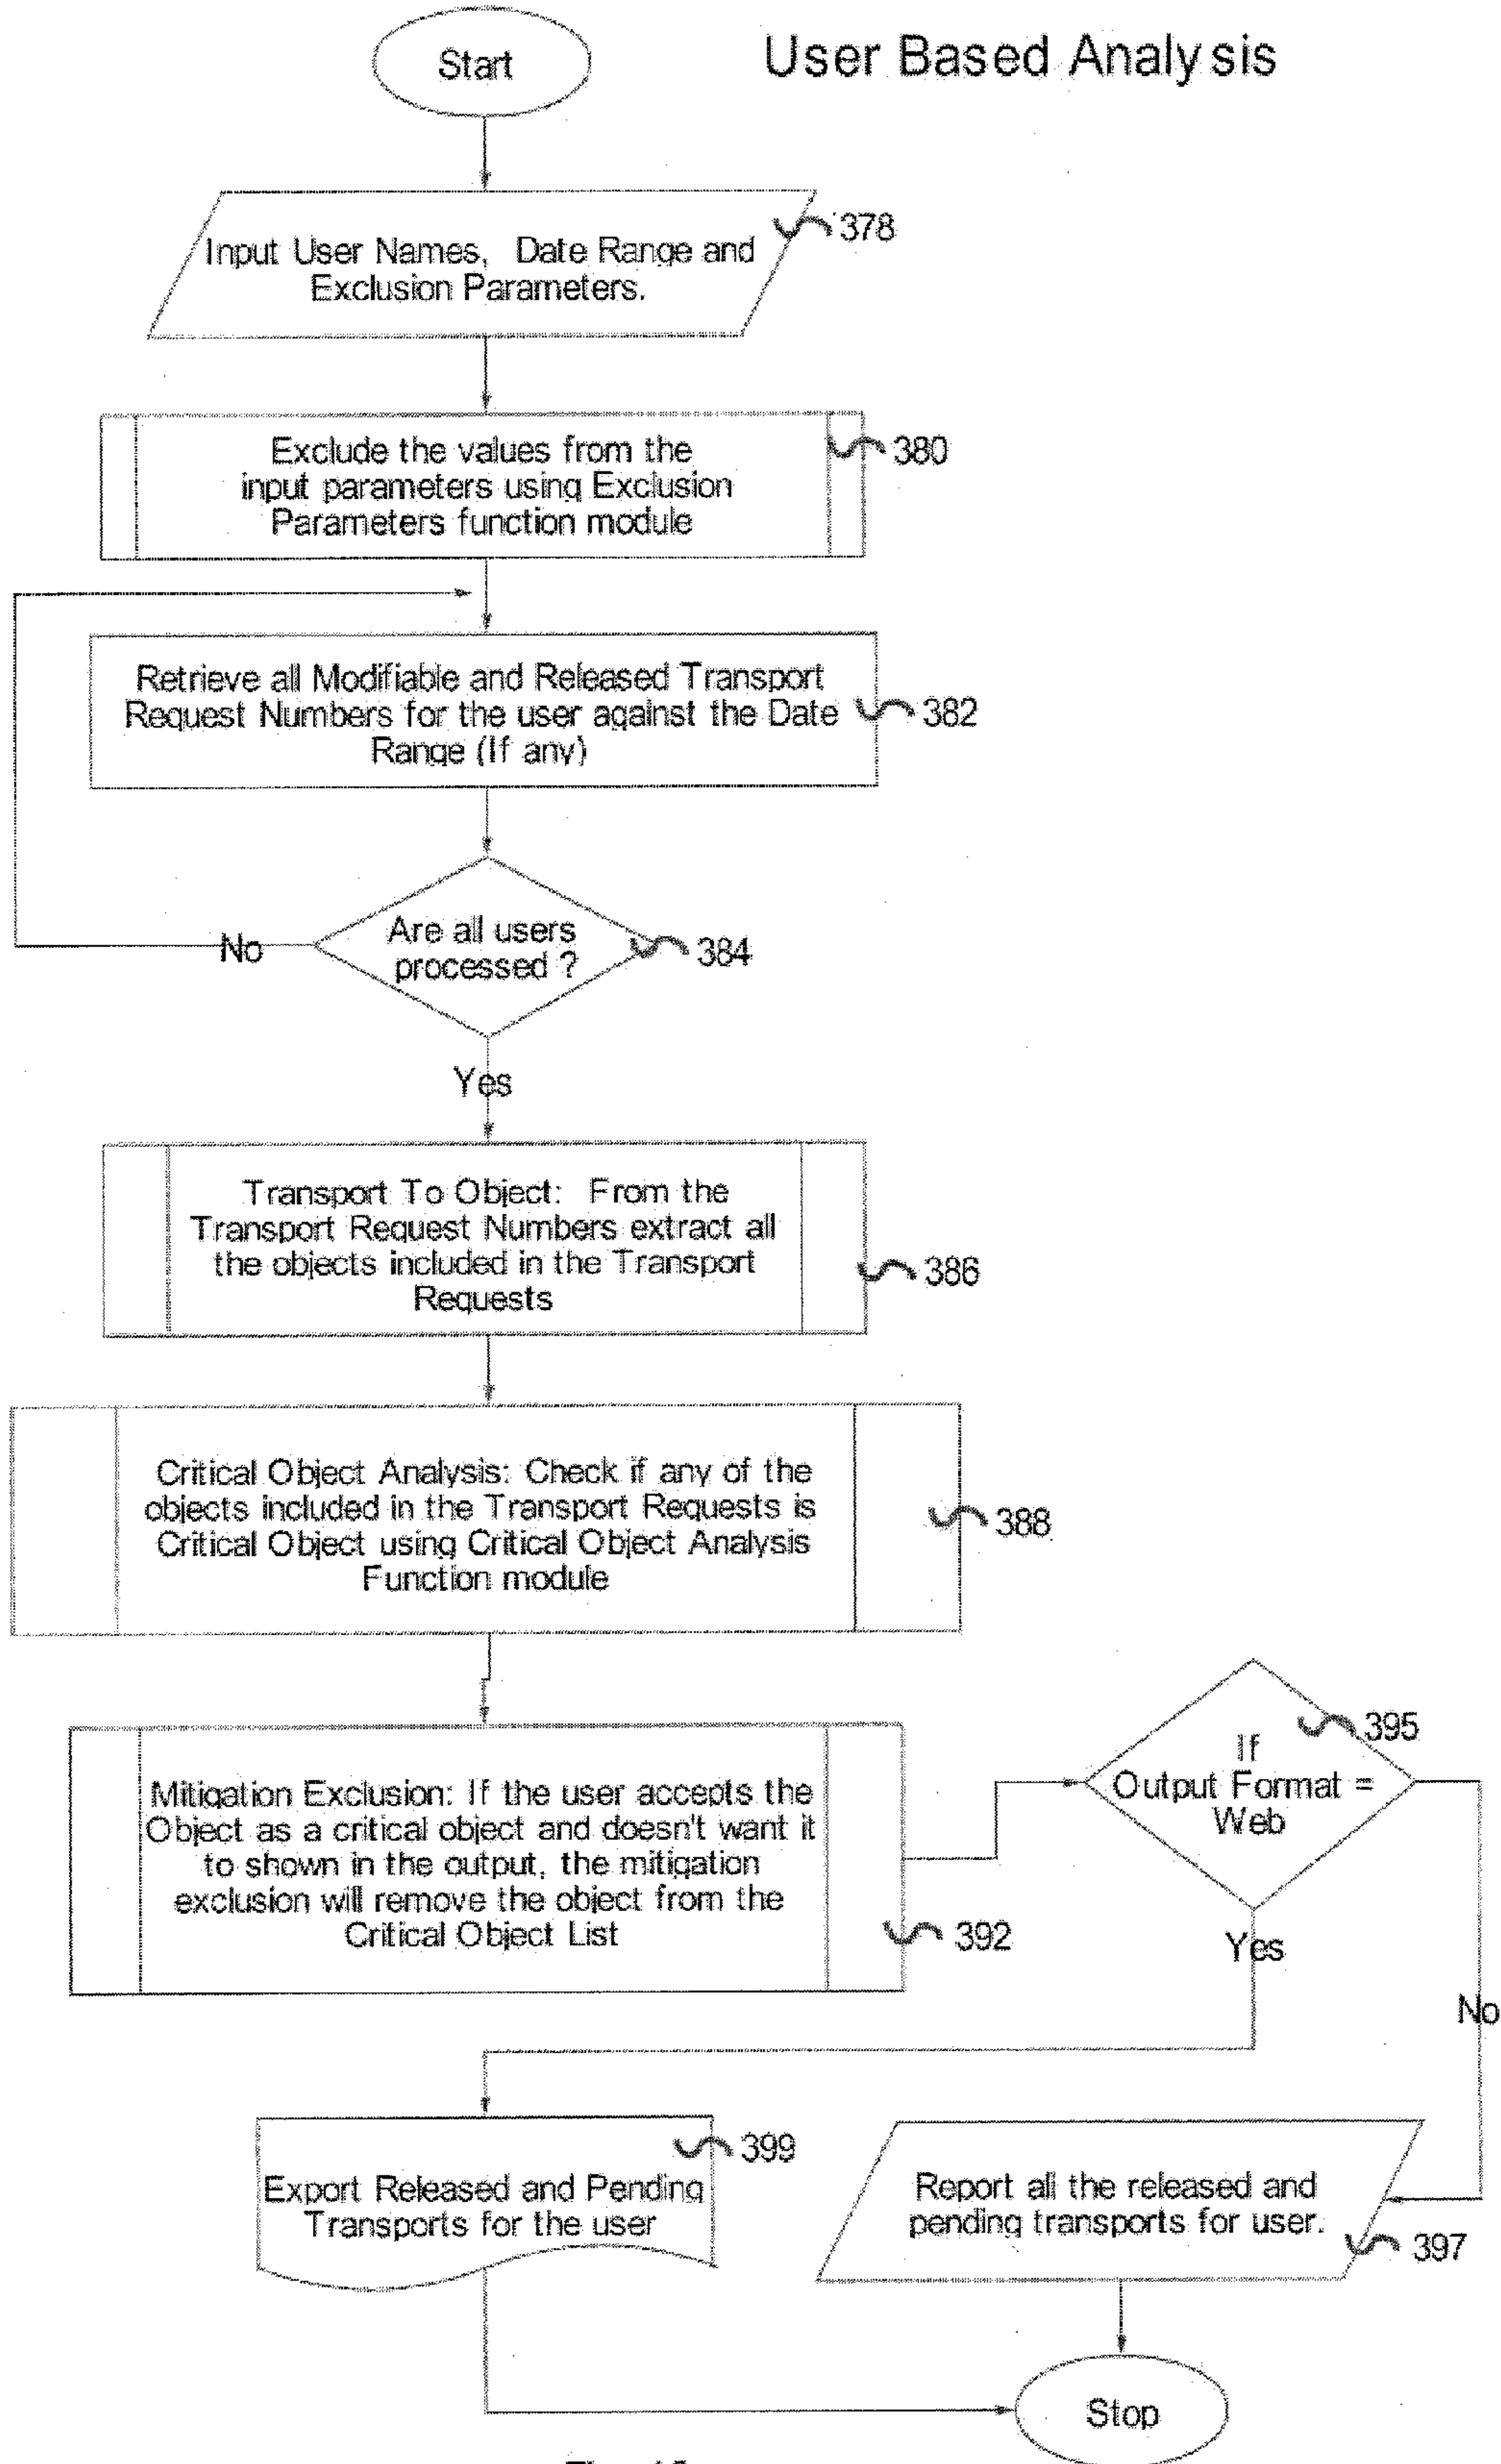 Start
User Based Analysis
Input User Names, Date Range and
Exclusion Parameters.
378
Exclude the values from the
input parameters using Exclusion
Parameters function module
380
Retrieve all Modifiable and Released Transport
Request Numbers for the user against the Date
Range (If any)
382
Are all users
processed ?
384
No
Yes
Transport To Object: From the
Transport Request Numbers extract all
the objects included in the Transport
Requests
386
Critical Object Analysis: Check if any of the
objects included in the Transport Requests is
Critical Object using Critical Object Analysis
Function module
388
Mitigation Exclusion: If the user accepts the
Object as a critical object and doesn't want it
to shown in the output, the mitigation
exclusion will remove the object from the
Critical Object List
392
If
Output Format =
Web
395
Yes
No
Export Released and Pending
Transports for the user
399
Report all the released and
pending transports for user.
397
Stop